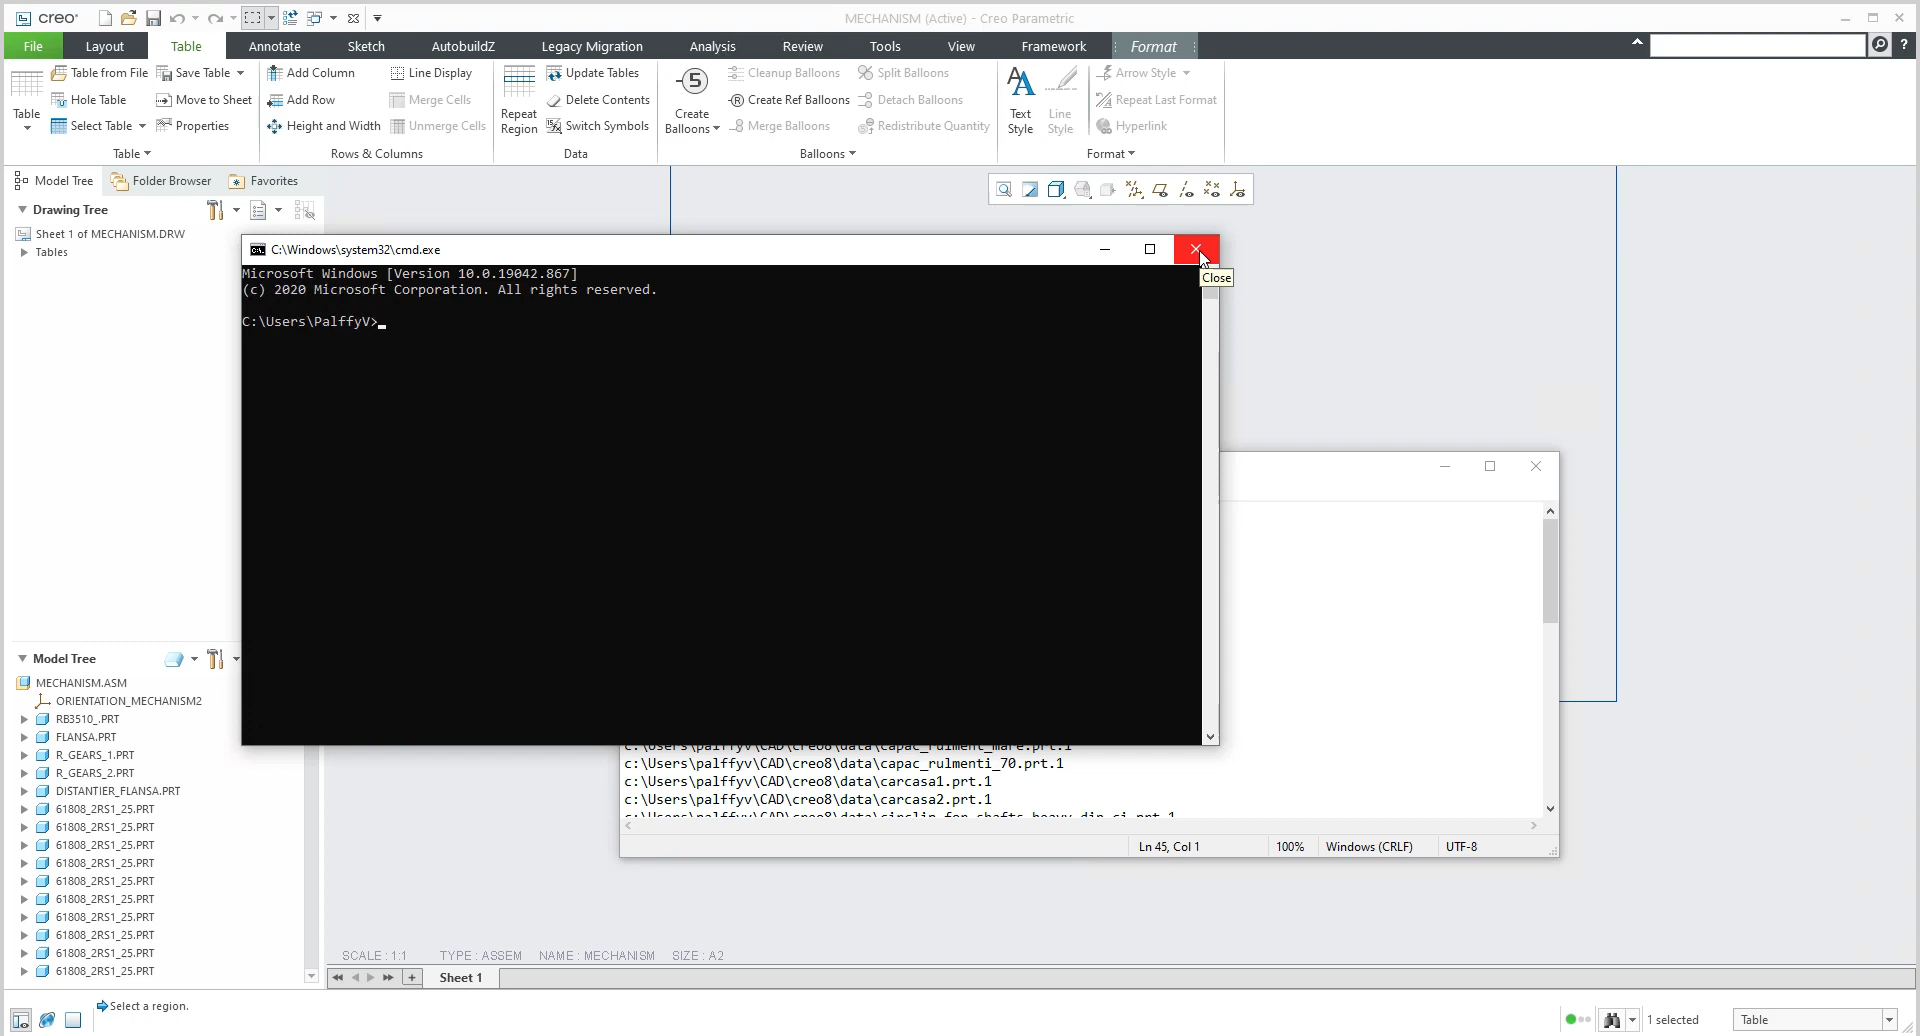 creo®
MECHANISM (Active) - Creo Parametric
File Layout Table Annotate Sketch AutobuildZ Legacy Migration Analysis Review Tools View Framework Format
Table from File Save Table Add Column Line Display Update Tables Cleanup Balloons Split Balloons Arrow Style
Hole Table Move to Sheet Add Row Merge Cells Delete Contents Create Ref Balloons Detach Balloons Repeat Last Format
Select Table Properties Height and Width Unmerge Cells Switch Symbols Merge Balloons Redistribute Quantity Hyperlink
Table
Repeat Region
5
Create Balloons
Text Style
Line Style
Table Rows & Columns Data Balloons Format
Model Tree Folder Browser Favorites
Drawing Tree
Sheet 1 of MECHANISM.DRW
Tables
C:\Windows\system32\cmd.exe
Close
Microsoft Windows [Version 10.0.19042.867]
(c) 2020 Microsoft Corporation. All rights reserved.
C:\Users\PalffyV>
Model Tree
MECHANISM.ASM
ORIENTATION_MECHANISM2
RB3510_.PRT
FLANSA.PRT
R_GEARS_1.PRT
R_GEARS_2.PRT
DISTANTIER_FLANSA.PRT
61808_2RS1_25.PRT
61808_2RS1_25.PRT
61808_2RS1_25.PRT
61808_2RS1_25.PRT
61808_2RS1_25.PRT
61808_2RS1_25.PRT
61808_2RS1_25.PRT
61808_2RS1_25.PRT
61808_2RS1_25.PRT
61808_2RS1_25.PRT
c:\Users\palffyv\CAD\creo8\data\capac_rulment_mare.prt.1
c:\Users\palffyv\CAD\creo8\data\capac_rulmenti_70.prt.1
c:\Users\palffyv\CAD\creo8\data\carcasa1.prt.1
c:\Users\palffyv\CAD\creo8\data\carcasa2.prt.1
Ln 45, Col 1 100% Windows (CRLF) UTF-8
SCALE : 1:1 TYPE : ASSEM NAME : MECHANISM SIZE : A2
Sheet 1
Select a region.
1 selected
Table